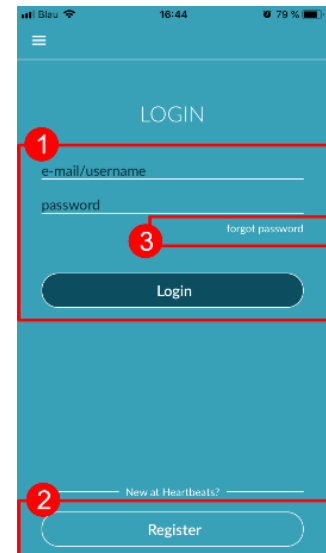 Blau 16:44 79 %
LOGIN
1
e-mail/username
password
3
forgot password
Login
2
New at Heartbeats?
Register